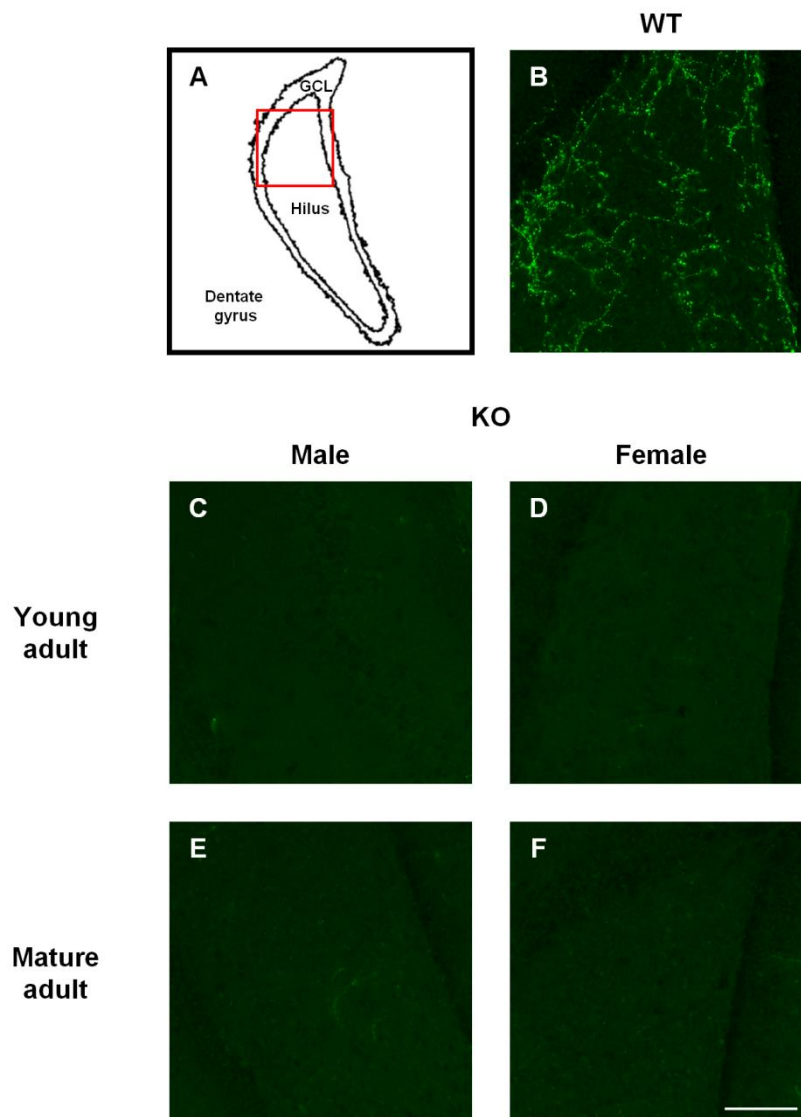 WT
A
GCL
Hilus
Dentate
gyrus
B
KO
Male
Female
Young
adult
C
D
Mature
adult
E
F